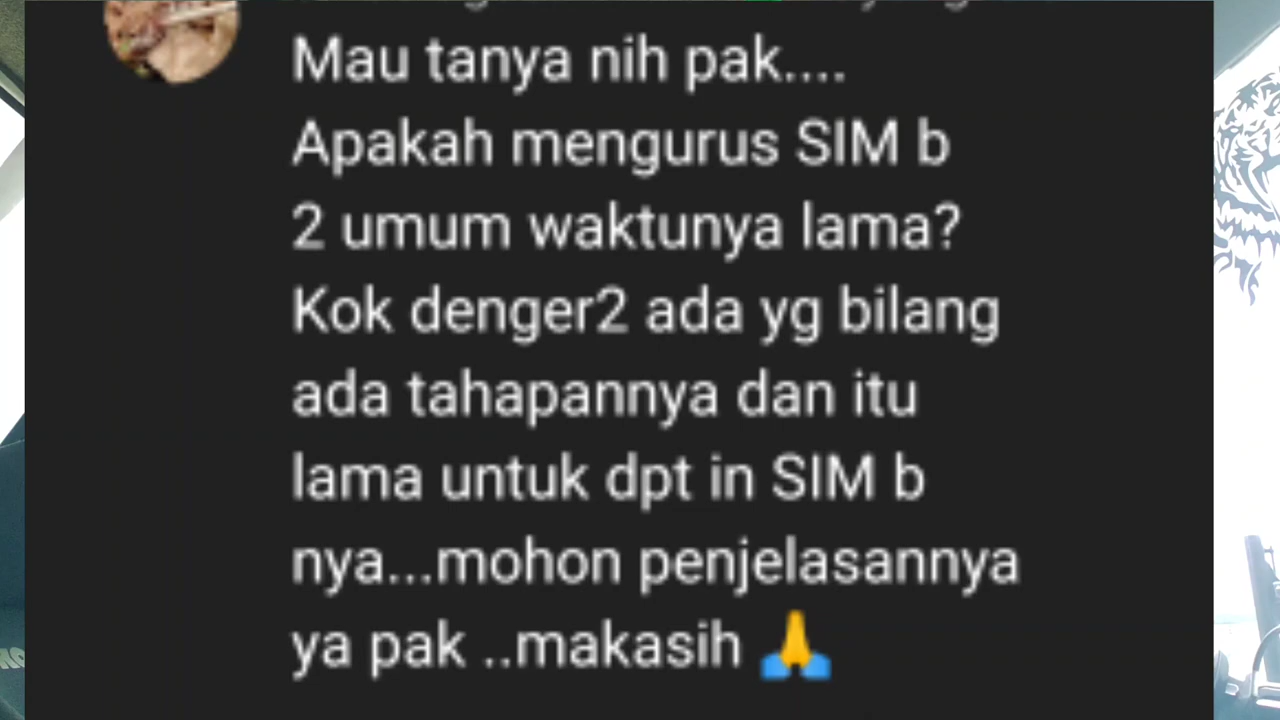 Mau tanya nih pak....
Apakah mengurus SIM b
2 umum waktunya lama?
Kok denger2 ada yg bilang
ada tahapannya dan itu
lama untuk dpt in SIM b
nya...mohon penjelasannya
ya pak ..makasih 🙏